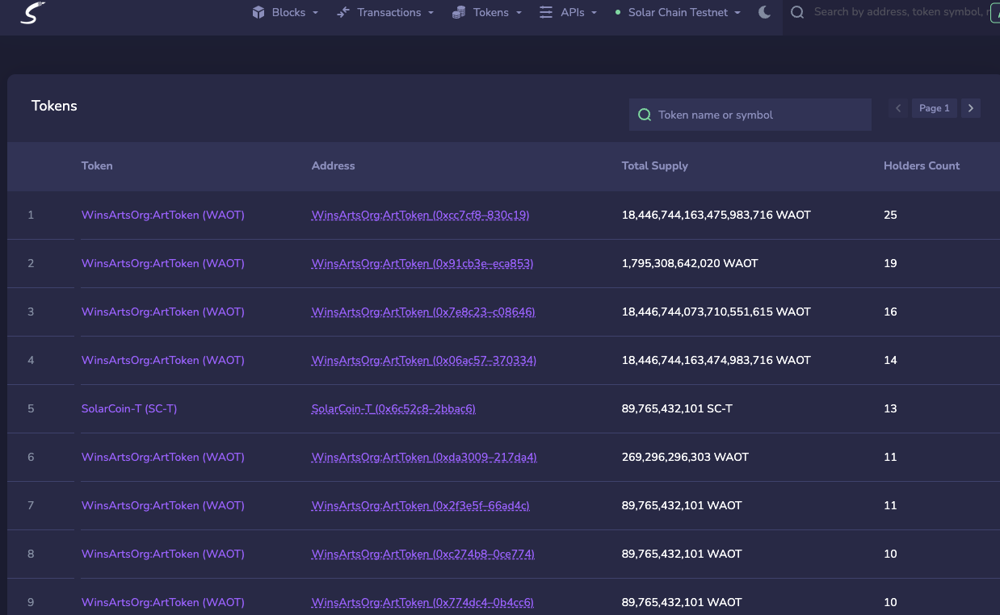 Blocks Transactions Tokens APIs Solar Chain Testnet Search by address, token symbol,
Tokens
Token name or symbol
Page 1
Token Address Total Supply Holders Count
1 WinsArtsOrg:ArtToken (WAOT) WinsArtsOrg:ArtToken (0xcc7cf8–830c19) 18,446,744,163,475,983,716 WAOT 25
2 WinsArtsOrg:ArtToken (WAOT) WinsArtsOrg:ArtToken (0x91cb3e–eca853) 1,795,308,642,020 WAOT 19
3 WinsArtsOrg:ArtToken (WAOT) WinsArtsOrg:ArtToken (0x7e8c23–c08646) 18,446,744,073,710,551,615 WAOT 16
4 WinsArtsOrg:ArtToken (WAOT) WinsArtsOrg:ArtToken (0x06ac57–370334) 18,446,744,163,474,983,716 WAOT 14
5 SolarCoin-T (SC-T) SolarCoin-T (0x6c52c8–2bbac6) 89,765,432,101 SC-T 13
6 WinsArtsOrg:ArtToken (WAOT) WinsArtsOrg:ArtToken (0xda3009–217da4) 269,296,296,303 WAOT 11
7 WinsArtsOrg:ArtToken (WAOT) WinsArtsOrg:ArtToken (0x2f3e5f–66ad4c) 89,765,432,101 WAOT 11
8 WinsArtsOrg:ArtToken (WAOT) WinsArtsOrg:ArtToken (0xc274b8–0ce774) 89,765,432,101 WAOT 10
9 WinsArtsOrg:ArtToken (WAOT) WinsArtsOrg:ArtToken (0x774dc4–0b4cc6) 89,765,432,101 WAOT 10